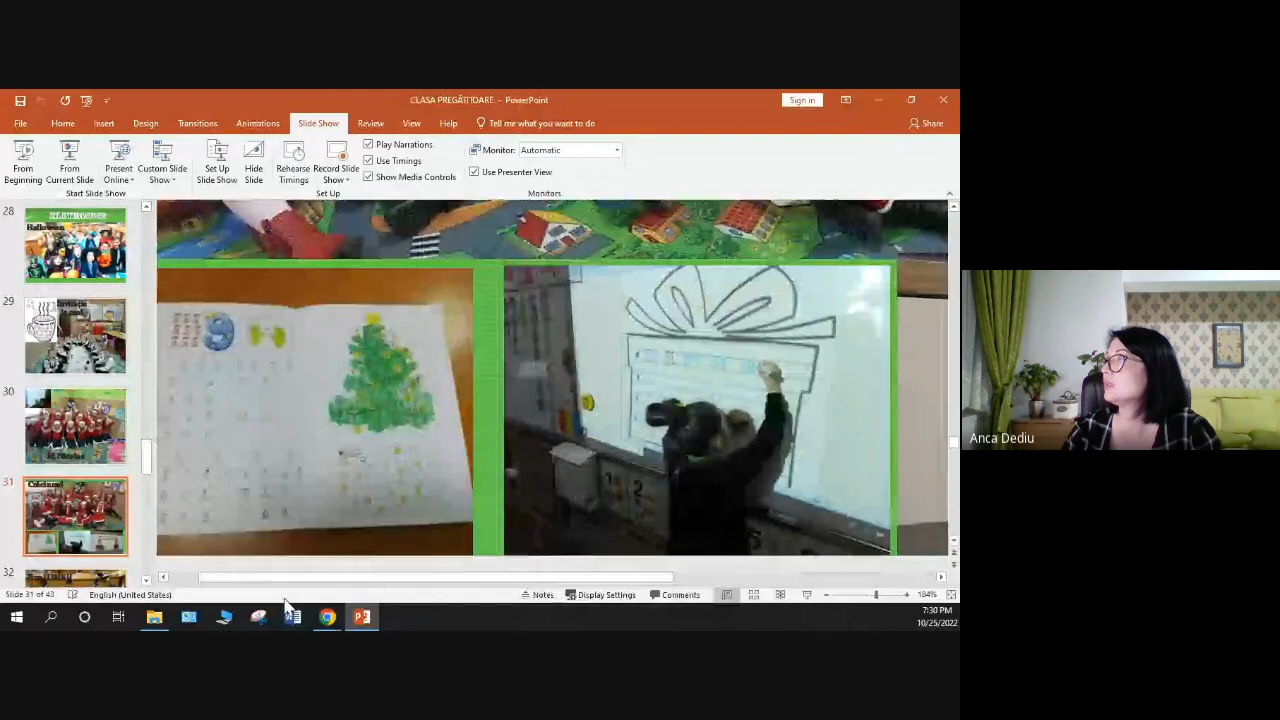 CLASA PREGĂTITOARE - PowerPoint
Sign in
File Home Insert Design Transitions Animations Slide Show Review View Help Tell me what you want to do Share
From Beginning
From Current Slide
Present Online
Custom Slide Show
Start Slide Show
Set Up Slide Show
Hide Slide
Rehearse Timings
Record Slide Show
Play Narrations
Use Timings
Show Media Controls
Set Up
Monitor: Automatic
Use Presenter View
Monitors
28
Halloween
29
30
31
32
9
Anca Dediu
Slide 31 of 43 English (United States) Notes Display Settings Comments 184%
7:30 PM
10/25/2022